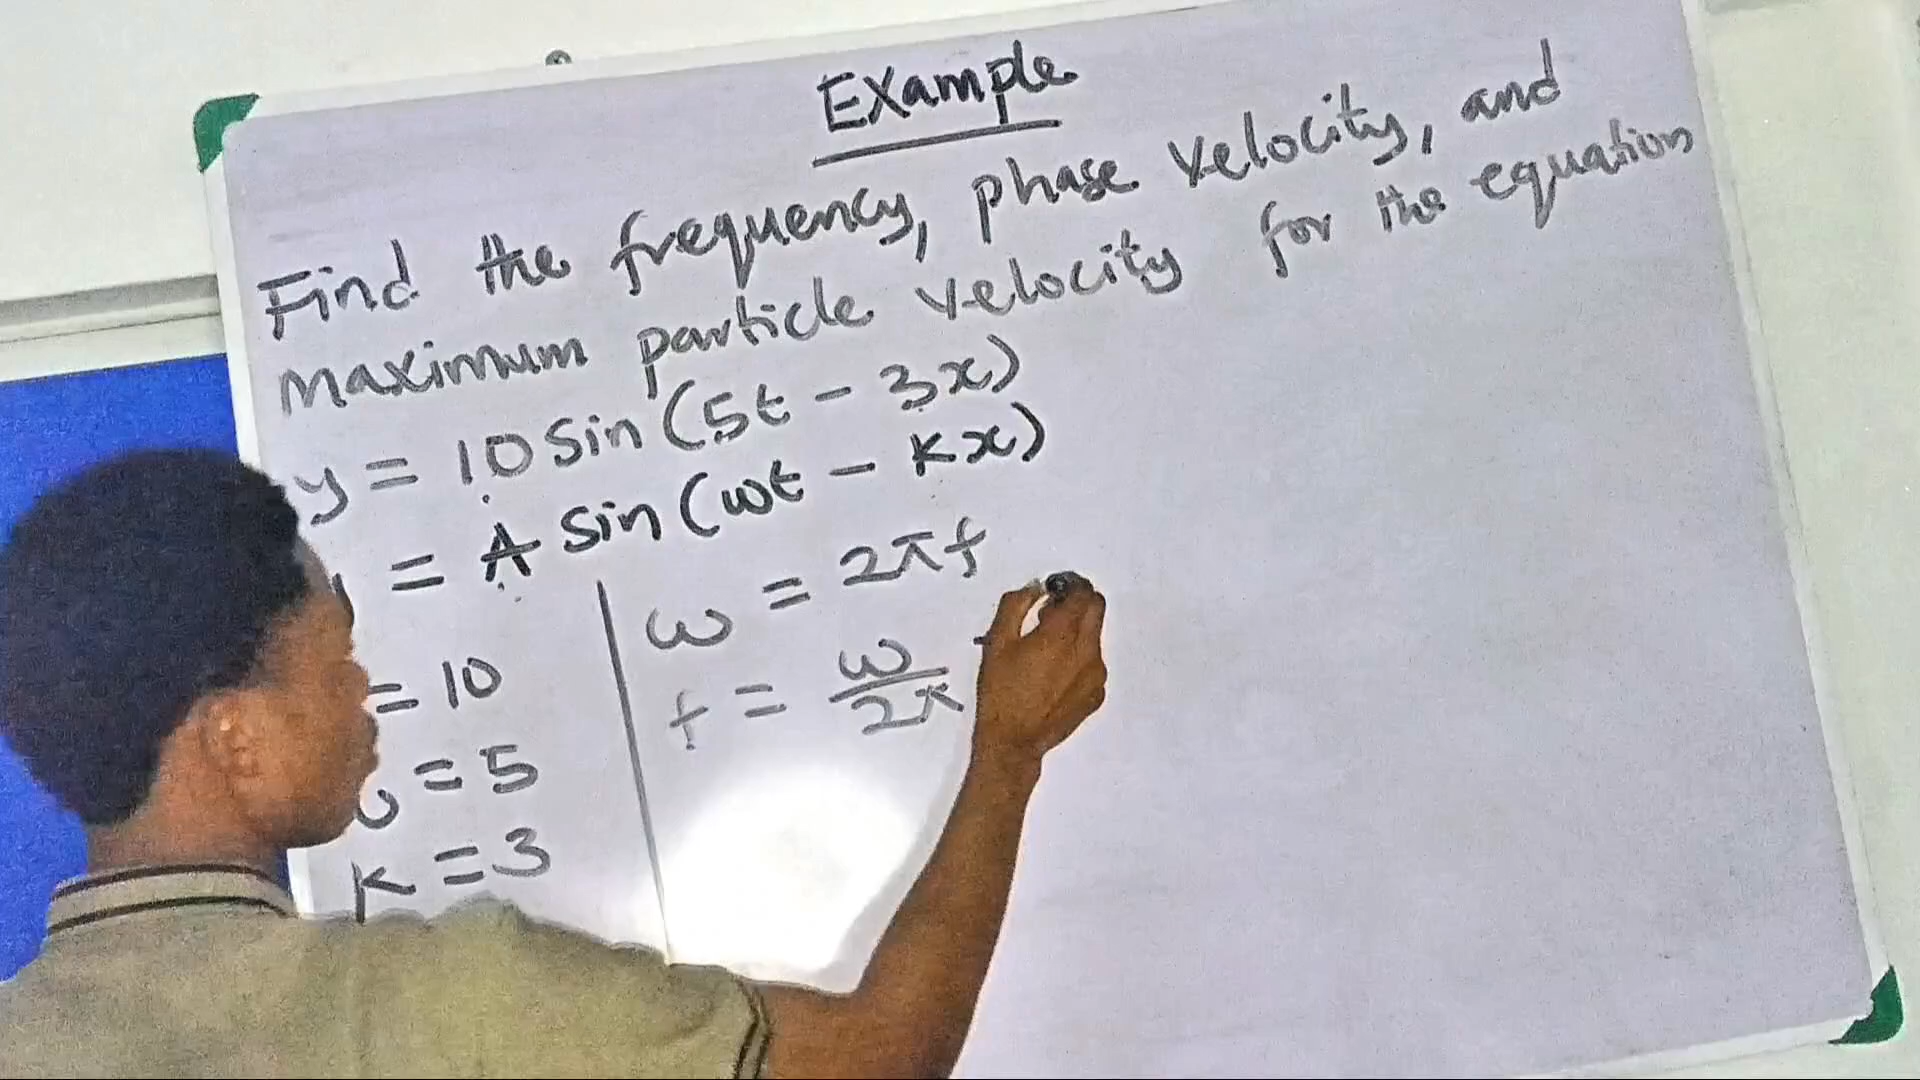 Example
Find the frequency, phase velocity, and
maximum particle velocity for the equation
y = 10 sin (5t - 3x)
= A sin (ωt - kx)
= 10
= 5
k = 3
ω = 2πf
f = ω/2π